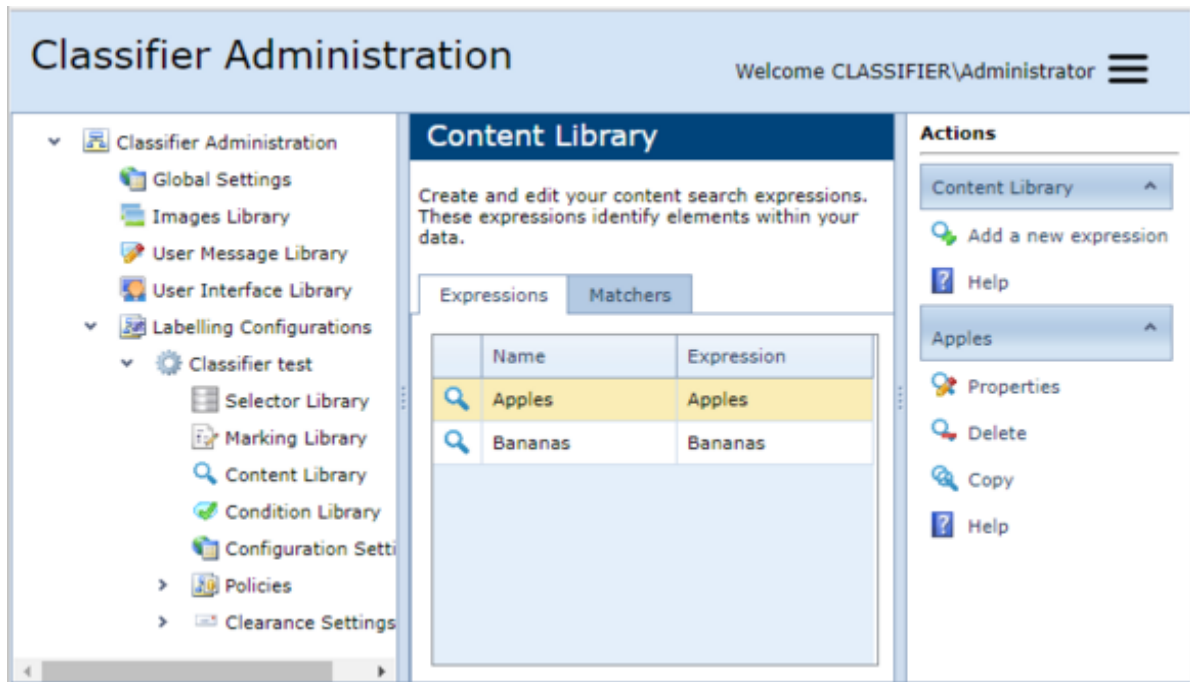 Classifier Administration
Welcome CLASSIFIER\Administrator
Classifier Administration
Global Settings
Images Library
User Message Library
User Interface Library
Labelling Configurations
Classifier test
Selector Library
Marking Library
Content Library
Condition Library
Configuration Setti
Policies
Clearance Settings
Content Library
Create and edit your content search expressions.
These expressions identify elements within your
data.
Expressions Matchers
Name Expression
Apples Apples
Bananas Bananas
Actions
Content Library
Add a new expression
Help
Apples
Properties
Delete
Copy
Help